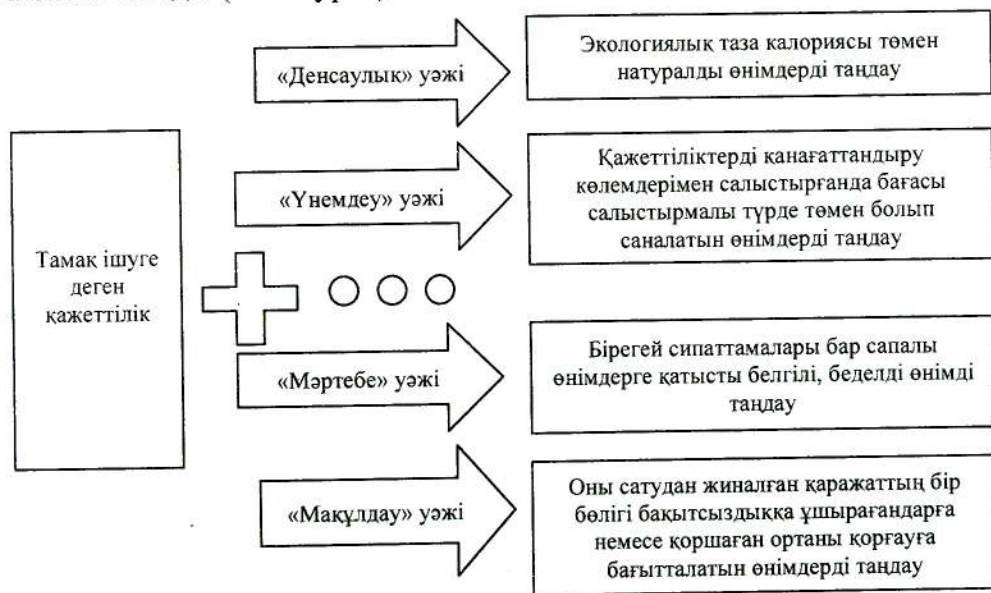 «Денсаулық» уәжі
Экологиялық таза калориясы төмен
натуралды өнімдерді таңдау
Тамақ ішуге
деген
қажеттілік
«Үнемдеу» уәжі
Қажеттіліктерді қанағаттандыру
көлемдерімен салыстырғанда бағасы
салыстырмалы түрде төмен болып
саналатын өнімдерді таңдау
«Мәртебе» уәжі
Бірегей сипаттамалары бар сапалы
өнімдерге қатысты белгілі, беделді өнімді
таңдау
«Мақұлдау» уәжі
Оны сатудан жиналған қаражаттың бір
бөлігі бақытсыздыққа ұшырағандарға
немесе қоршаған ортаны қорғауға
бағытталатын өнімдерді таңдау